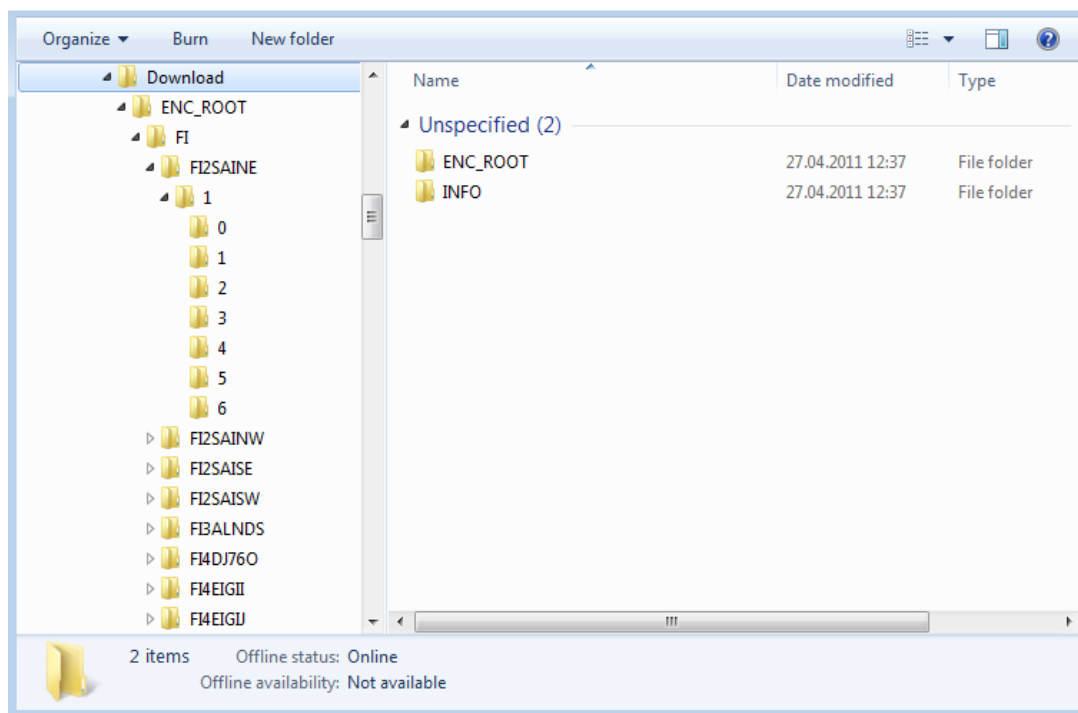 Organize Burn New folder
Download
ENC_ROOT
FI
FI2SAINE
1
0
1
2
3
4
5
6
FI2SAINW
FI2SAISE
FI2SAISW
FI3ALNDS
FI4DJ76O
FI4EIGII
FI4EIGIJ
Name Date modified Type
Unspecified (2)
ENC_ROOT 27.04.2011 12:37 File folder
INFO 27.04.2011 12:37 File folder
2 items Offline status: Online
Offline availability: Not available